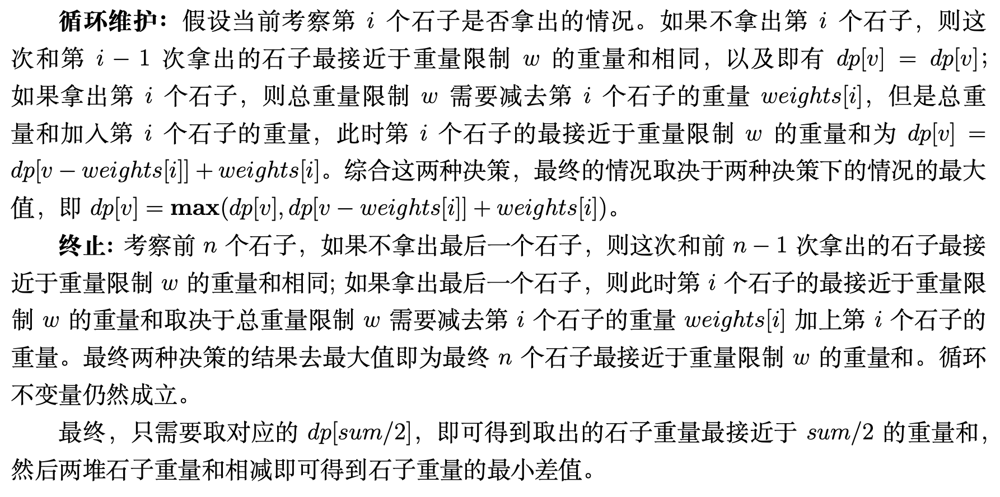 循环维护：假设当前考察第 i 个石子是否拿出的情况。如果不拿出第 i 个石子，则这
次和第 i − 1 次拿出的石子最接近于重量限制 w 的重量和相同，以及即有 dp[v] = dp[v];
如果拿出第 i 个石子，则总重量限制 w 需要减去第 i 个石子的重量 weights[i]，但是总重
量和加入第 i 个石子的重量，此时第 i 个石子的最接近于重量限制 w 的重量和为 dp[v] =
dp[v − weights[i]] + weights[i]。综合这两种决策，最终的情况取决于两种决策下的情况的最大
值，即 dp[v] = max(dp[v], dp[v − weights[i]] + weights[i])。
终止: 考察前 n 个石子，如果不拿出最后一个石子，则这次和前 n − 1 次拿出的石子最接
近于重量限制 w 的重量和相同; 如果拿出最后一个石子，则此时第 i 个石子的最接近于重量限
制 w 的重量和取决于总重量限制 w 需要减去第 i 个石子的重量 weights[i] 加上第 i 个石子的
重量。最终两种决策的结果去最大值即为最终 n 个石子最接近于重量限制 w 的重量和。循环
不变量仍然成立。
最终，只需要取对应的 dp[sum/2]，即可得到取出的石子重量最接近于 sum/2 的重量和，
然后两堆石子重量和相减即可得到石子重量的最小差值。